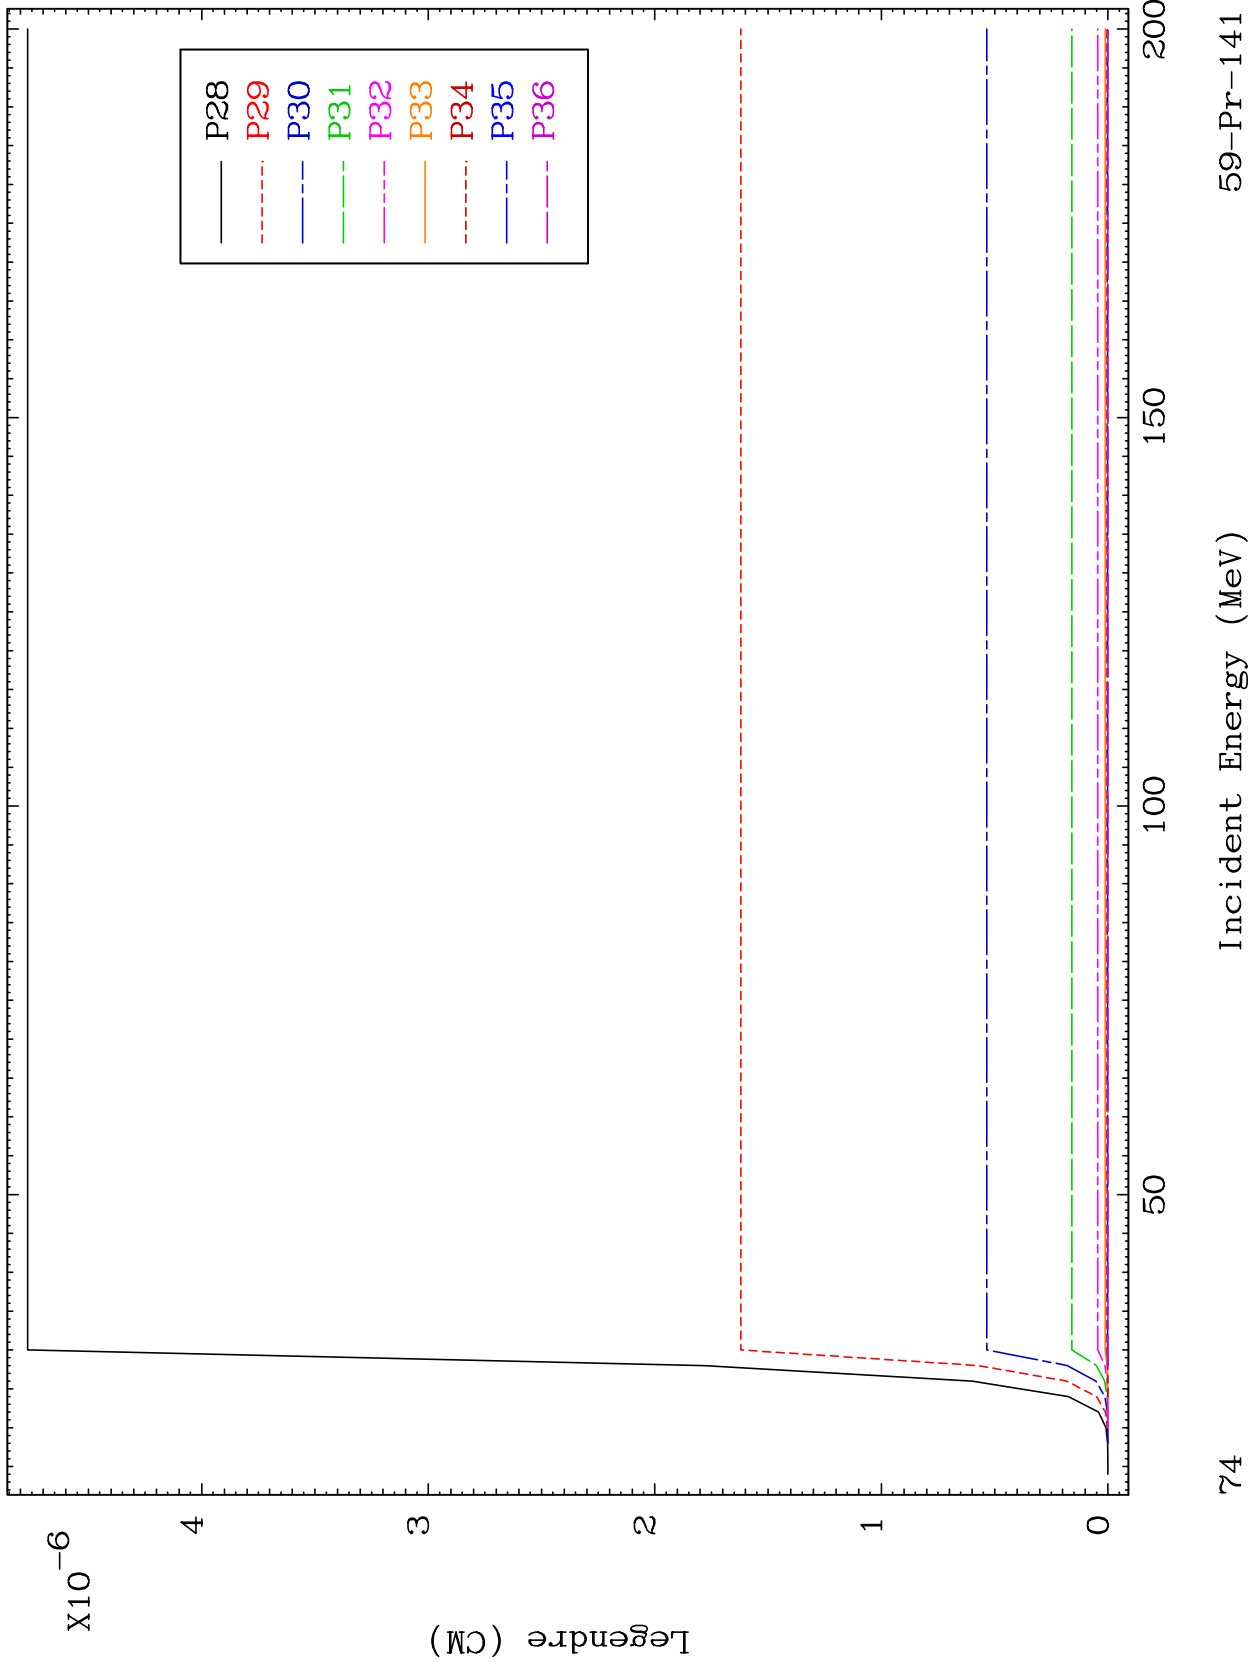 X10-6
Legendre (CM)
4
3
2
1
0
50
100
150
200
P28
P29
P30
P31
P32
P33
P34
P35
P36
Incident Energy (MeV)
74
59-Pr-141